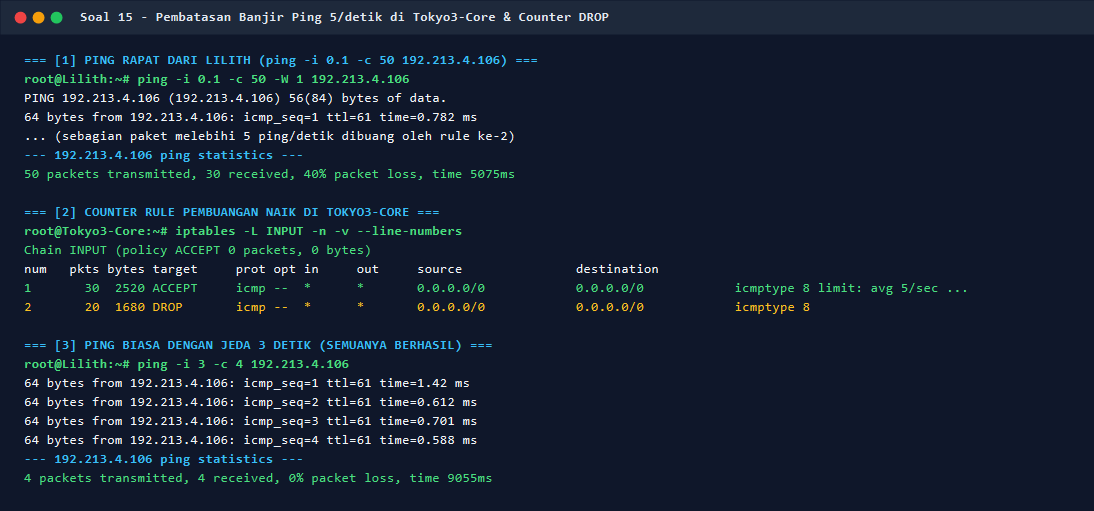 Soal 15 - Pembatasan Banjir Ping 5/detik di Tokyo3-Core & Counter DROP
=== [1] PING RAPAT DARI LILITH (ping -i 0.1 -c 50 192.213.4.106) ===
root@Lilith:~# ping -i 0.1 -c 50 -W 1 192.213.4.106
PING 192.213.4.106 (192.213.4.106) 56(84) bytes of data.
64 bytes from 192.213.4.106: icmp_seq=1 ttl=61 time=0.782 ms
... (sebagian paket melebihi 5 ping/detik dibuang oleh rule ke-2)
--- 192.213.4.106 ping statistics ---
50 packets transmitted, 30 received, 40% packet loss, time 5075ms
=== [2] COUNTER RULE PEMBUANGAN NAIK DI TOKYO3-CORE ===
root@Tokyo3-Core:~# iptables -L INPUT -n -v --line-numbers
Chain INPUT (policy ACCEPT 0 packets, 0 bytes)
num   pkts bytes target     prot opt in     out     source               destination
1       30  2520 ACCEPT     icmp --  *      *       0.0.0.0/0            0.0.0.0/0            icmptype 8 limit: avg 5/sec ...
2       20  1680 DROP       icmp --  *      *       0.0.0.0/0            0.0.0.0/0            icmptype 8
=== [3] PING BIASA DENGAN JEDA 3 DETIK (SEMUANYA BERHASIL) ===
root@Lilith:~# ping -i 3 -c 4 192.213.4.106
64 bytes from 192.213.4.106: icmp_seq=1 ttl=61 time=1.42 ms
64 bytes from 192.213.4.106: icmp_seq=2 ttl=61 time=0.612 ms
64 bytes from 192.213.4.106: icmp_seq=3 ttl=61 time=0.701 ms
64 bytes from 192.213.4.106: icmp_seq=4 ttl=61 time=0.588 ms
--- 192.213.4.106 ping statistics ---
4 packets transmitted, 4 received, 0% packet loss, time 9055ms